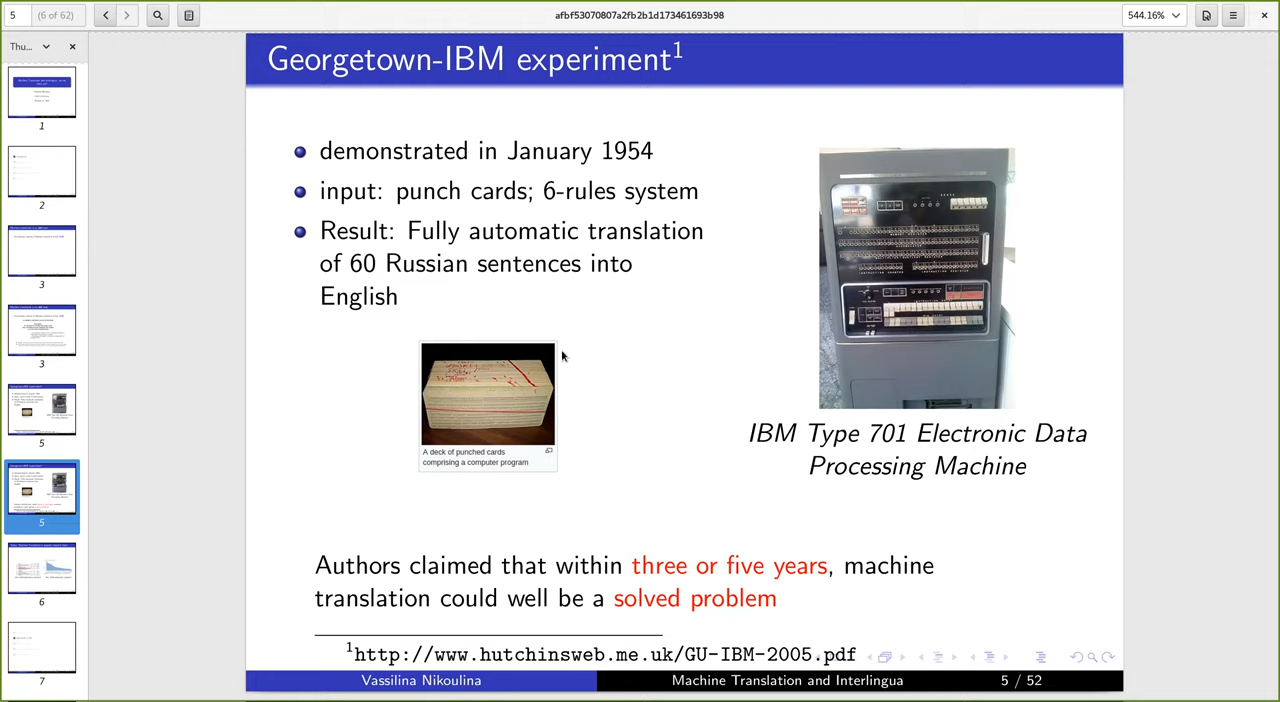 5
(6 of 62)
afbf53070807a2fb2b1d173461693b98
544.16%
Thu...
1
2
3
3
5
5
6
7
Georgetown-IBM experiment1
demonstrated in January 1954
input: punch cards; 6-rules system
Result: Fully automatic translation
of 60 Russian sentences into
English
A deck of punched cards
comprising a computer program
IBM Type 701 Electronic Data
Processing Machine
Authors claimed that within three or five years, machine
translation could well be a solved problem
1http://www.hutchinsweb.me.uk/GU-IBM-2005.pdf
Vassilina Nikoulina
Machine Translation and Interlingua
5 / 52